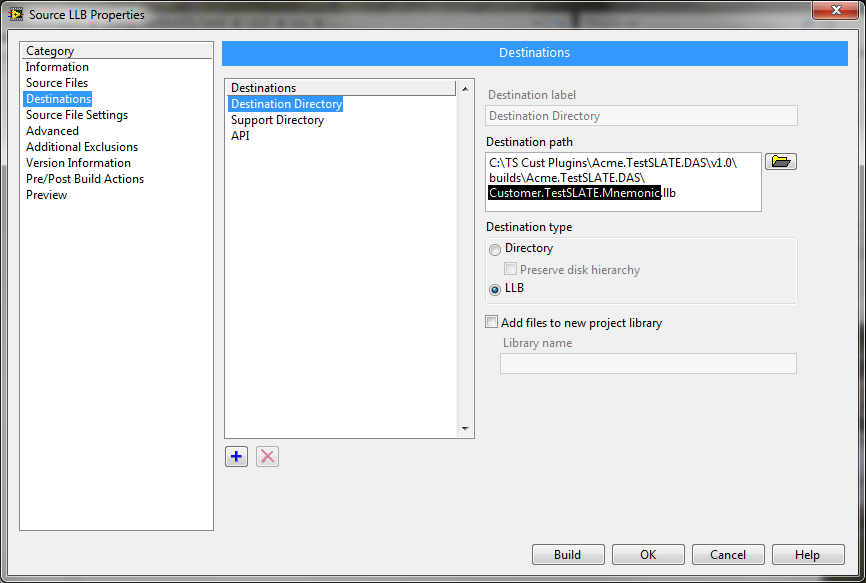 Source LLB Properties
Category
Information
Source Files
Destinations
Source File Settings
Advanced
Additional Exclusions
Version Information
Pre/Post Build Actions
Preview
Destinations
Destinations
Destination Directory
Support Directory
API
Destination label
Destination Directory
Destination path
C:\TS Cust Plugins\Acme.TestSLATE.DAS\v1.0\
builds\Acme.TestSLATE.DAS\
Customer.TestSLATE.Mnemonic.llb
Destination type
Directory
Preserve disk hierarchy
LLB
Add files to new project library
Library name
Build
OK
Cancel
Help